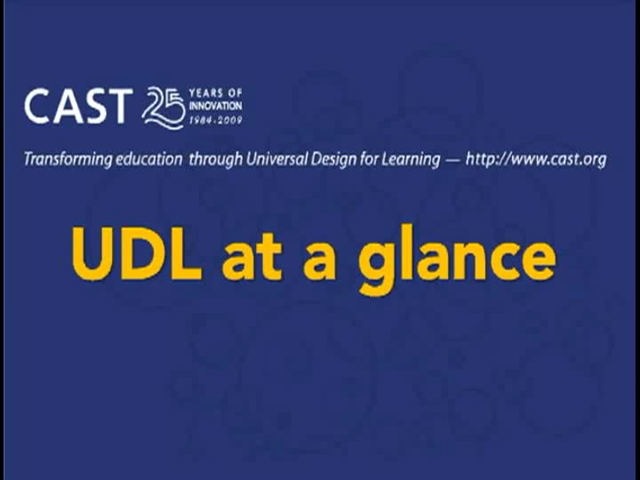 CAST 25 YEARS OF
INNOVATION
1984-2009
Transforming education through Universal Design for Learning — http://www.cast.org
UDL at a glance